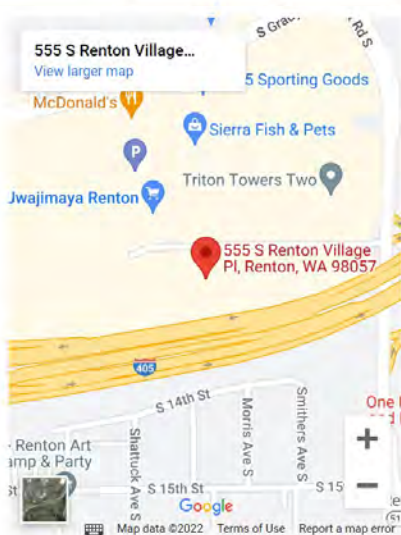 555 S Renton Village...
View larger map
S Grad
Rd S
McDonald's
5 Sporting Goods
Sierra Fish & Pets
P
Triton Towers Two
Uwajimaya Renton
555 S Renton Village
Pl, Renton, WA 98057
405
S 14th St
Shattuck Ave S
Morris Ave S
Smithers Ave S
One
Renton Art
amp & Party
St
S 15th St
S 15
+
−
Google
Map data ©2022 Terms of Use Report a map error